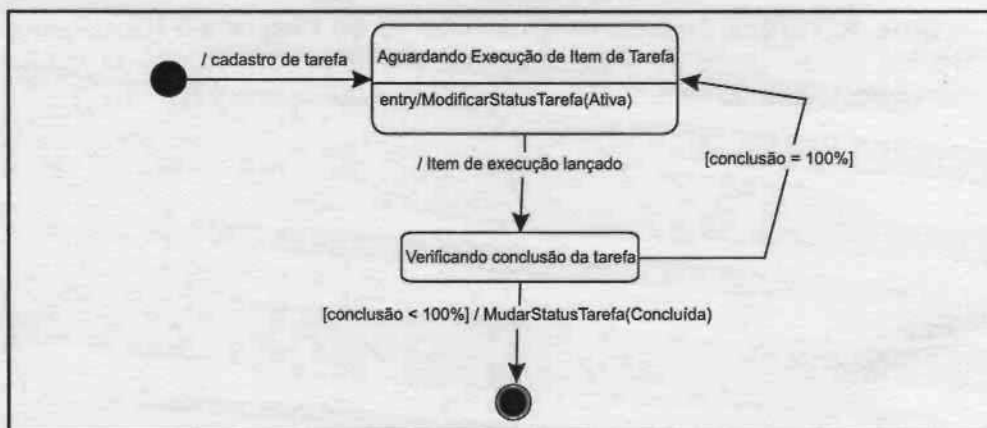 / cadastro de tarefa
Aguardando Execução de Item de Tarefa
entry/ModificarStatusTarefa(Ativa)
/ Item de execução lançado
[conclusão = 100%]
Verificando conclusão da tarefa
[conclusão < 100%] / MudarStatusTarefa(Concluída)